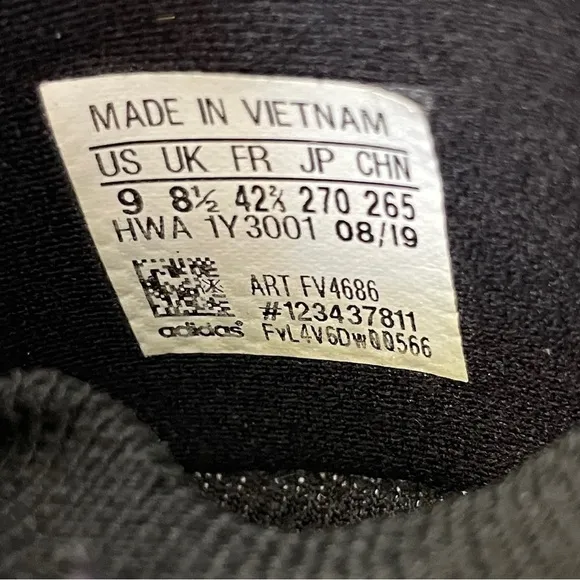 MADE IN VIETNAM
US UK FR JP CHN
9 8½ 42⅔ 270 265
HWA 1Y3001 08/19
ART FV4686
#123437811
adidas FvL4V6Dw00566